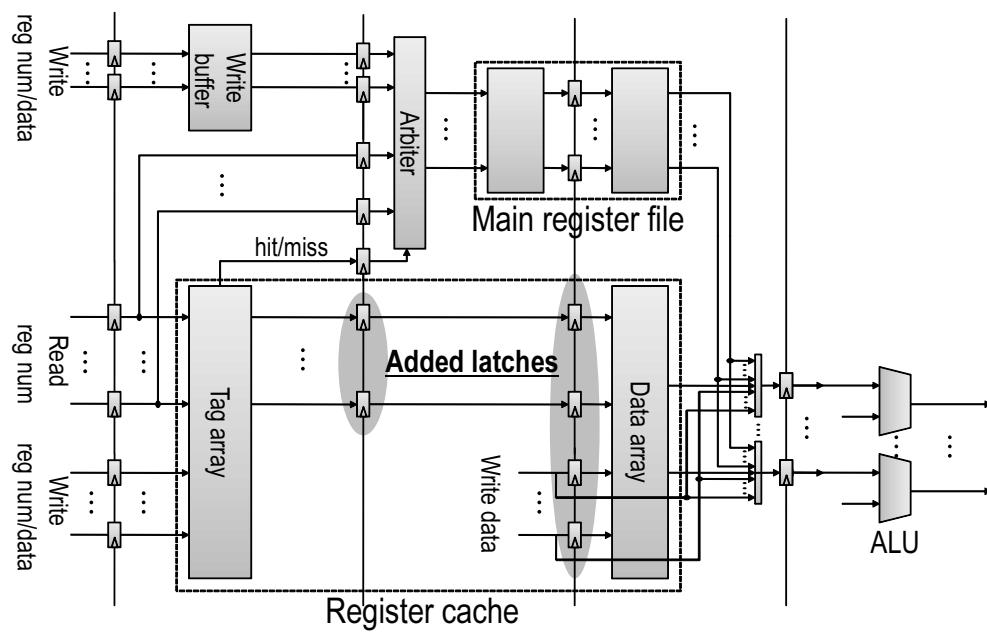 Write
reg num/data
Write
buffer
Arbiter
Main register file
hit/miss
Read
reg num
Tag array
Added latches
Data array
Write
reg num/data
Write data
ALU
Register cache